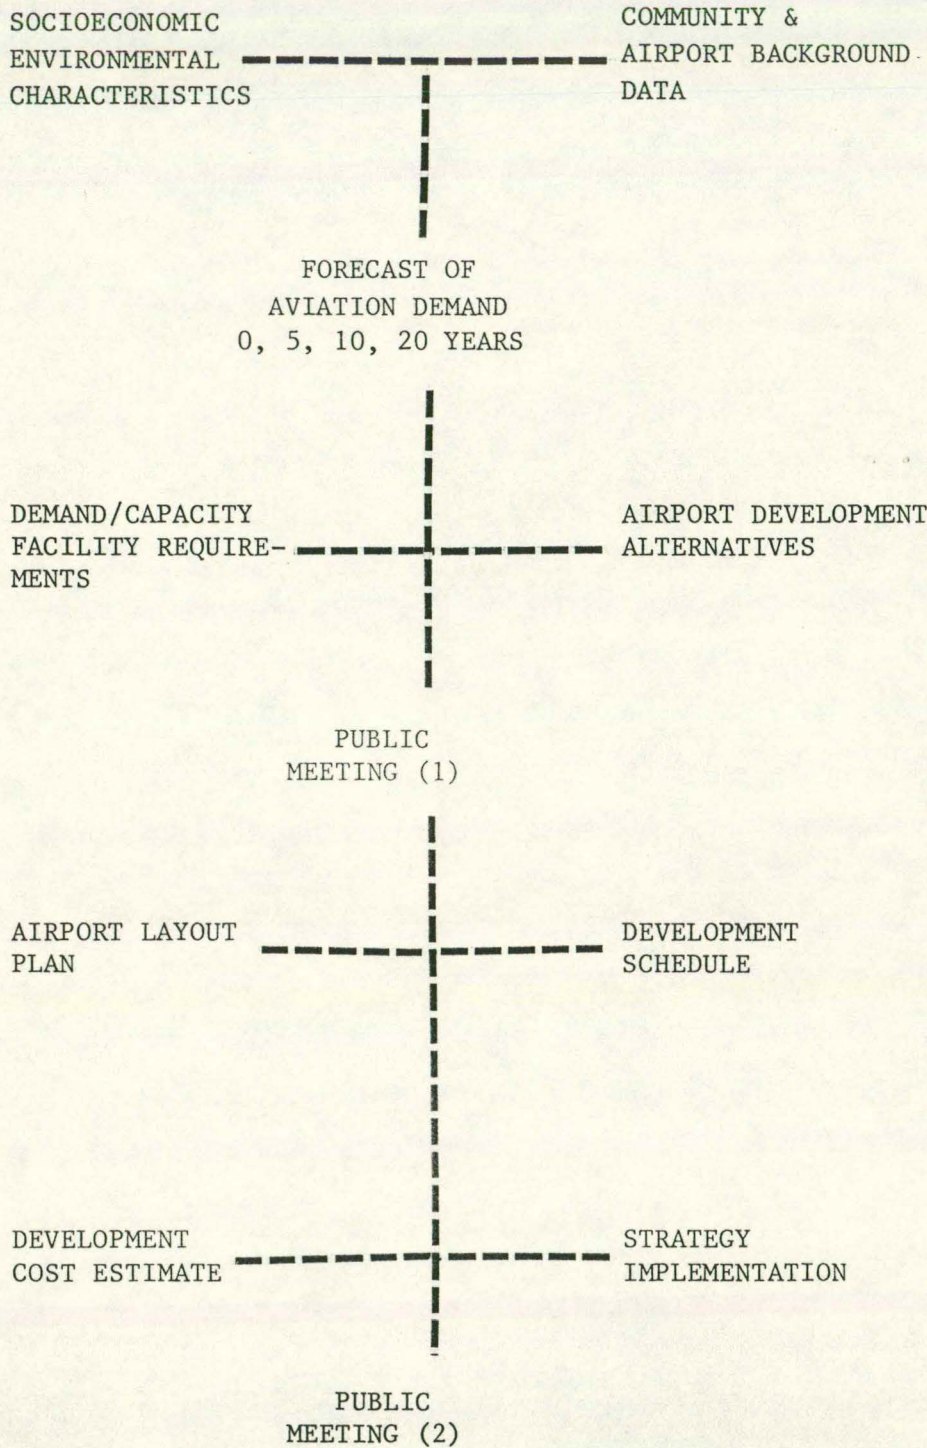 SOCIOECONOMIC
ENVIRONMENTAL
CHARACTERISTICS
COMMUNITY &
AIRPORT BACKGROUND
DATA
FORECAST OF
AVIATION DEMAND
0, 5, 10, 20 YEARS
DEMAND/CAPACITY
FACILITY REQUIRE-
MENTS
AIRPORT DEVELOPMENT
ALTERNATIVES
PUBLIC
MEETING (1)
AIRPORT LAYOUT
PLAN
DEVELOPMENT
SCHEDULE
DEVELOPMENT
COST ESTIMATE
STRATEGY
IMPLEMENTATION
PUBLIC
MEETING (2)